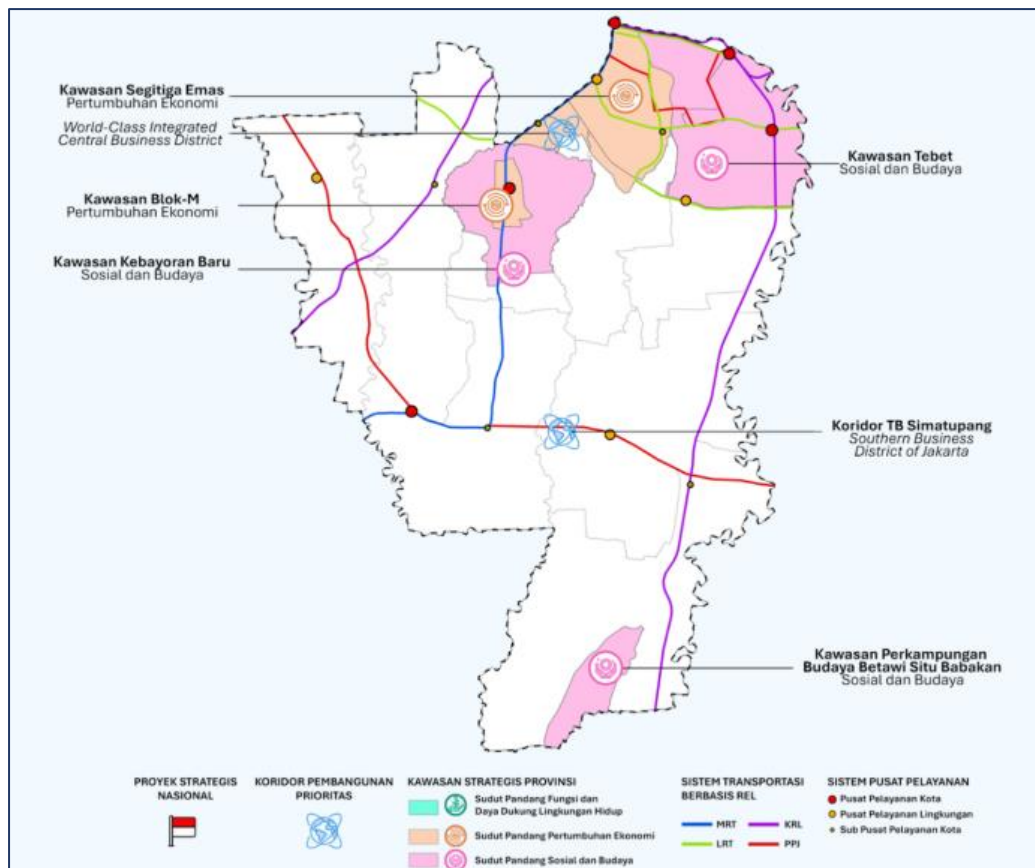 Kawasan Segitiga Emas
Pertumbuhan Ekonomi
World-Class Integrated
Central Business District
Kawasan Blok-M
Pertumbuhan Ekonomi
Kawasan Kebayoran Baru
Sosial dan Budaya
Kawasan Tebet
Sosial dan Budaya
Koridor TB Simatupang
Southern Business
District of Jakarta
Kawasan Perkampungan
Budaya Betawi Situ Babakan
Sosial dan Budaya
PROYEK STRATEGIS
NASIONAL
KORIDOR PEMBANGUNAN
PRIORITAS
KAWASAN STRATEGIS PROVINSI
Sudut Pandang Fungsi dan
Daya Dukung Lingkungan Hidup
Sudut Pandang Pertumbuhan Ekonomi
Sudut Pandang Sosial dan Budaya
SISTEM TRANSPORTASI
BERBASIS REL
MRT
KRL
LRT
PPJ
SISTEM PUSAT PELAYANAN
Pusat Pelayanan Kota
Pusat Pelayanan Lingkungan
Sub Pusat Pelayanan Kota